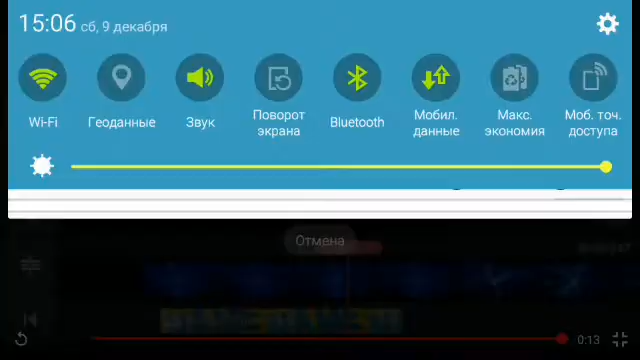 15:06 сб, 9 декабря
Wi-Fi
Геоданные
Звук
Поворот
экрана
Bluetooth
Мобил.
данные
Макс.
экономия
Моб. точ.
доступа
Отмена
0:13